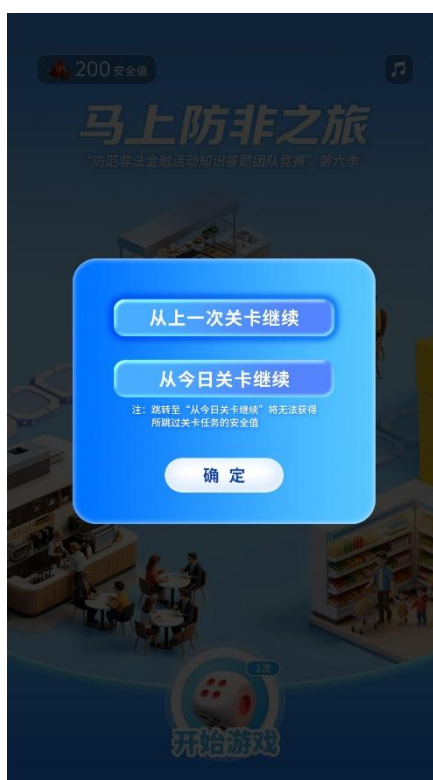 200安全值
马上防非之旅
“防范非法金融活动知识答题团队竞赛”第六季
从上一次关卡继续
从今日关卡继续
注：跳转至“从今日关卡继续”将无法获得
所跳过关卡任务的安全值
确 定
2次
开始游戏